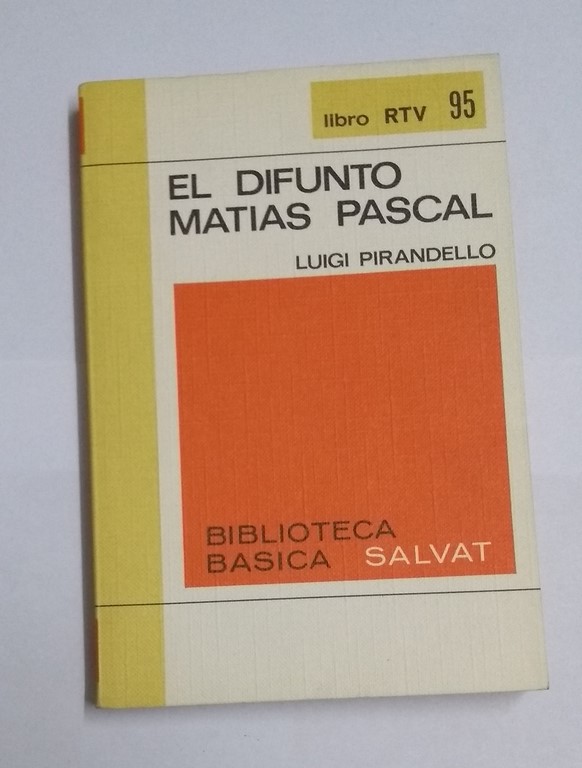 libro RTV 95
EL DIFUNTO
MATIAS PASCAL
LUIGI PIRANDELLO
BIBLIOTECA
BASICA SALVAT